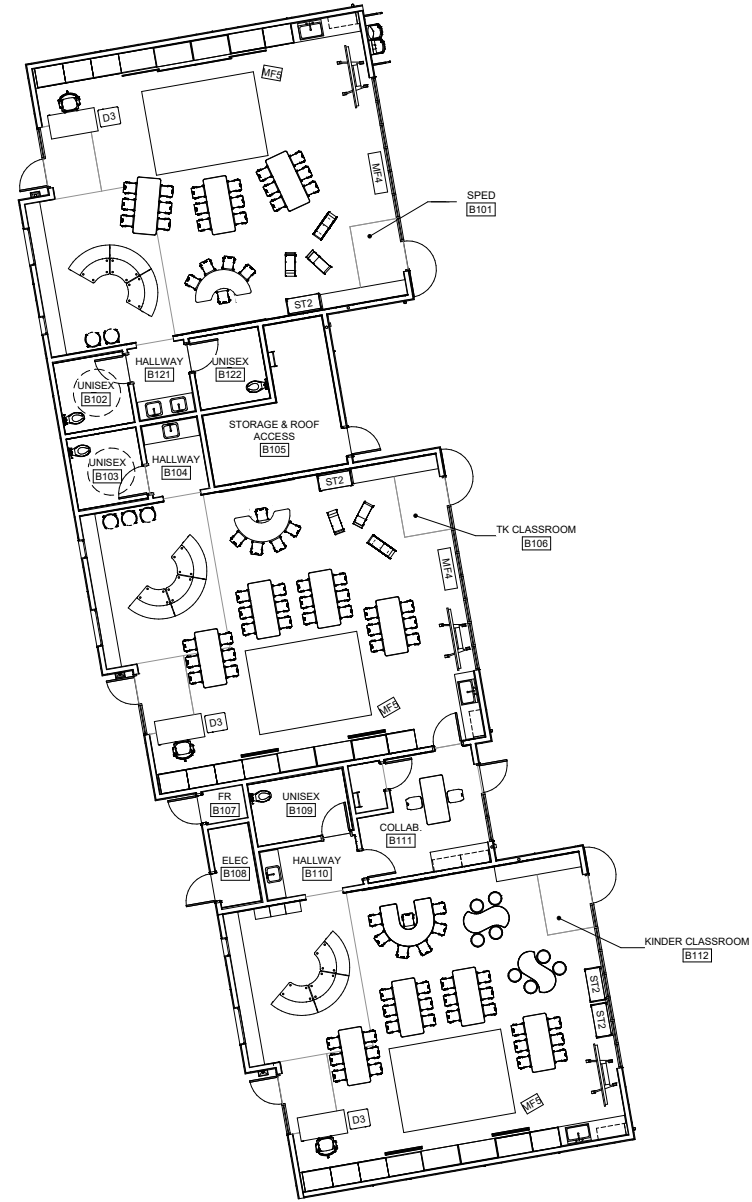 MF5
D3
MF4
SPED
B101
ST2
HALLWAY
B121
UNISEX
B122
UNISEX
B102
STORAGE & ROOF
ACCESS
B105
UNISEX
B103
HALLWAY
B104
ST2
TK CLASSROOM
B106
MF4
MF5
D3
FR
B107
UNISEX
B109
COLLAB.
B111
ELEC
B108
HALLWAY
B110
KINDER CLASSROOM
B112
ST2
ST2
MF5
D3